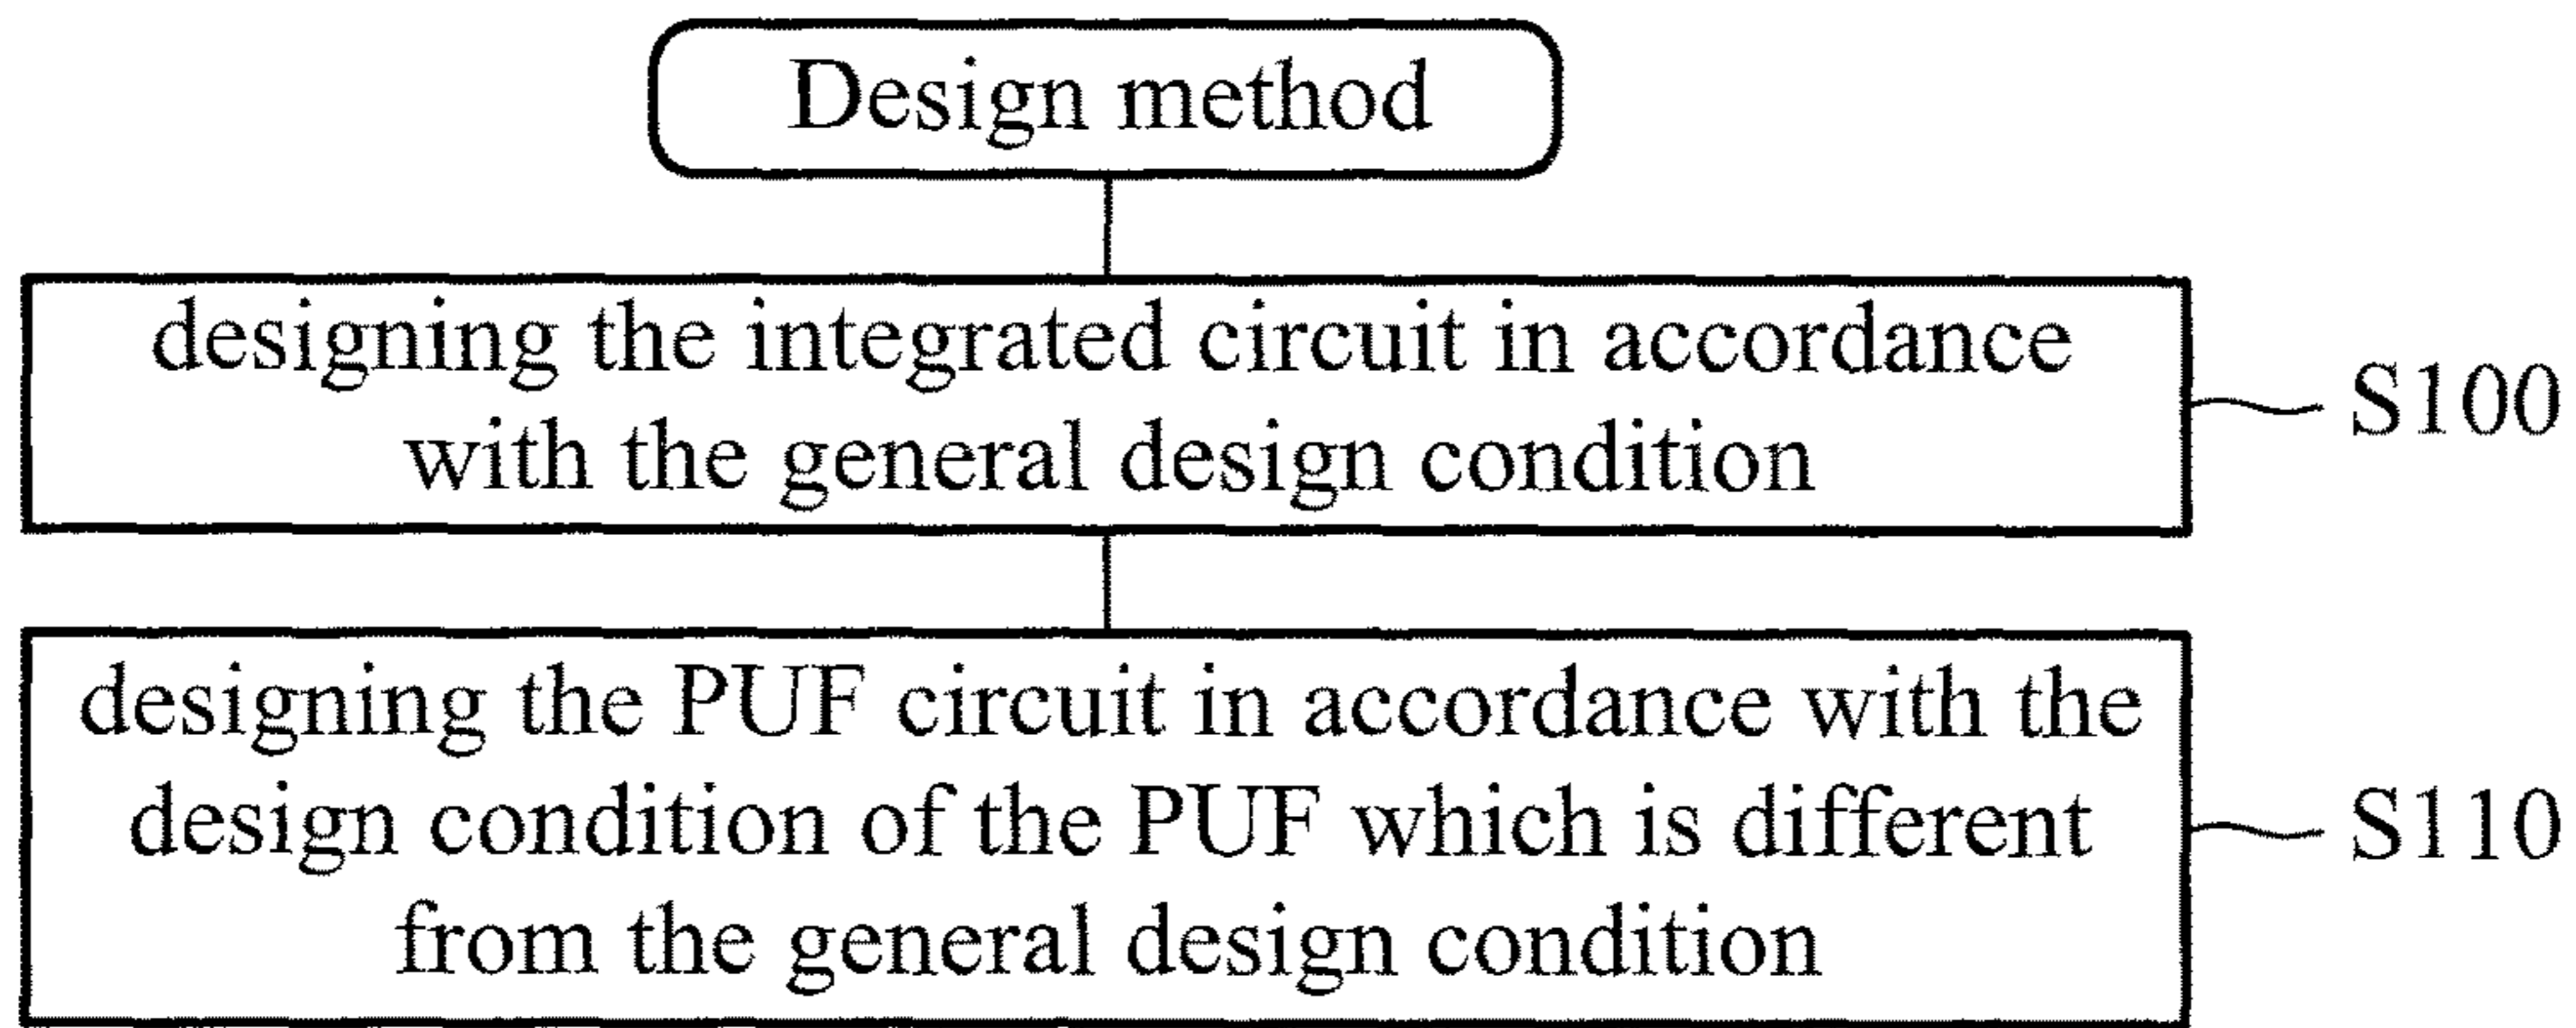 Design method
designing the integrated circuit in accordance
with the general design condition
S100
designing the PUF circuit in accordance with the
design condition of the PUF which is different
from the general design condition
S110